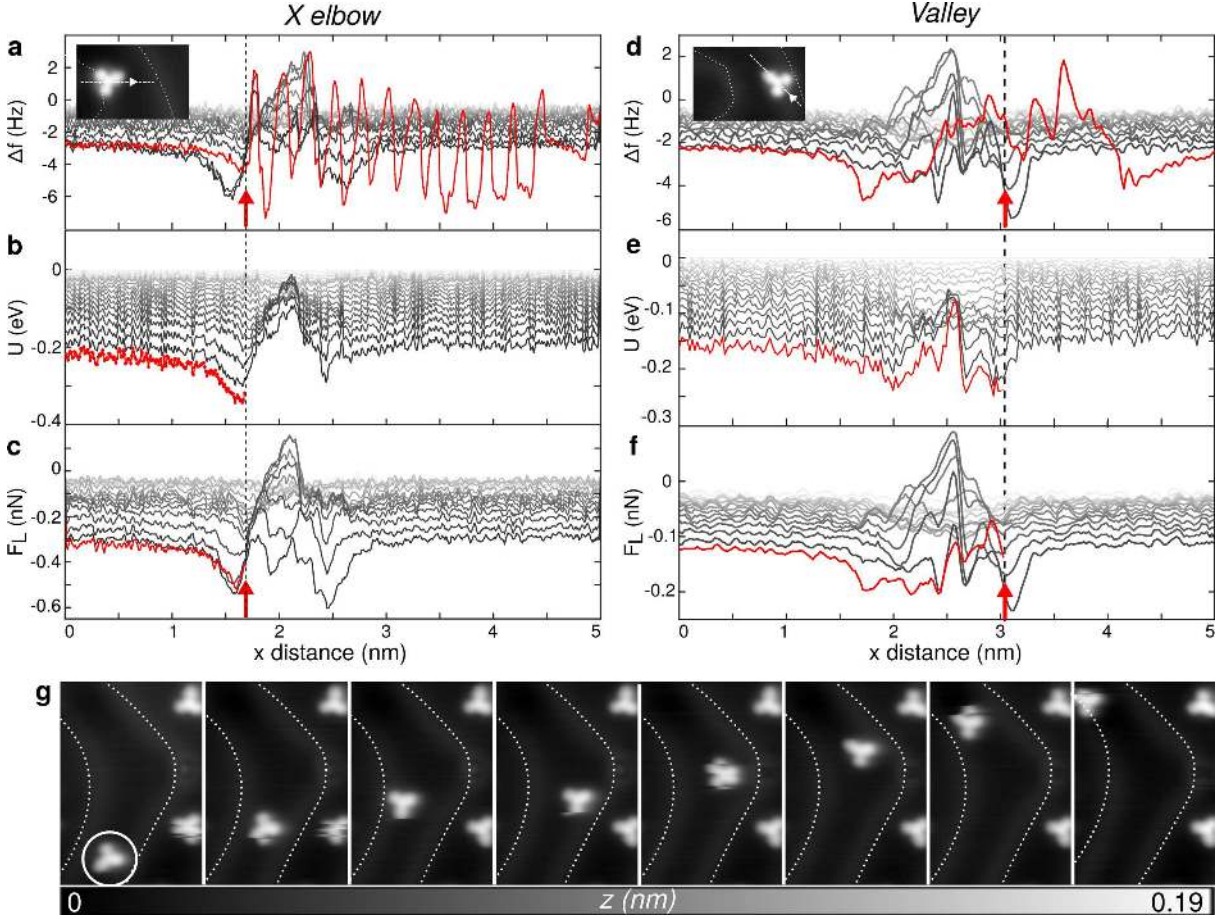 X elbow
Valley
a
2
0
-2
-4
-6
Δf (Hz)
b
0
-0.2
-0.4
U (eV)
c
0
-0.2
-0.4
-0.6
F_L (nN)
0 1 2 3 4 5
x distance (nm)
d
2
0
-2
-4
-6
Δf (Hz)
e
0
-0.1
-0.2
-0.3
U (eV)
f
0
-0.1
-0.2
F_L (nN)
0 1 2 3 4 5
x distance (nm)
g
0 z (nm) 0.19